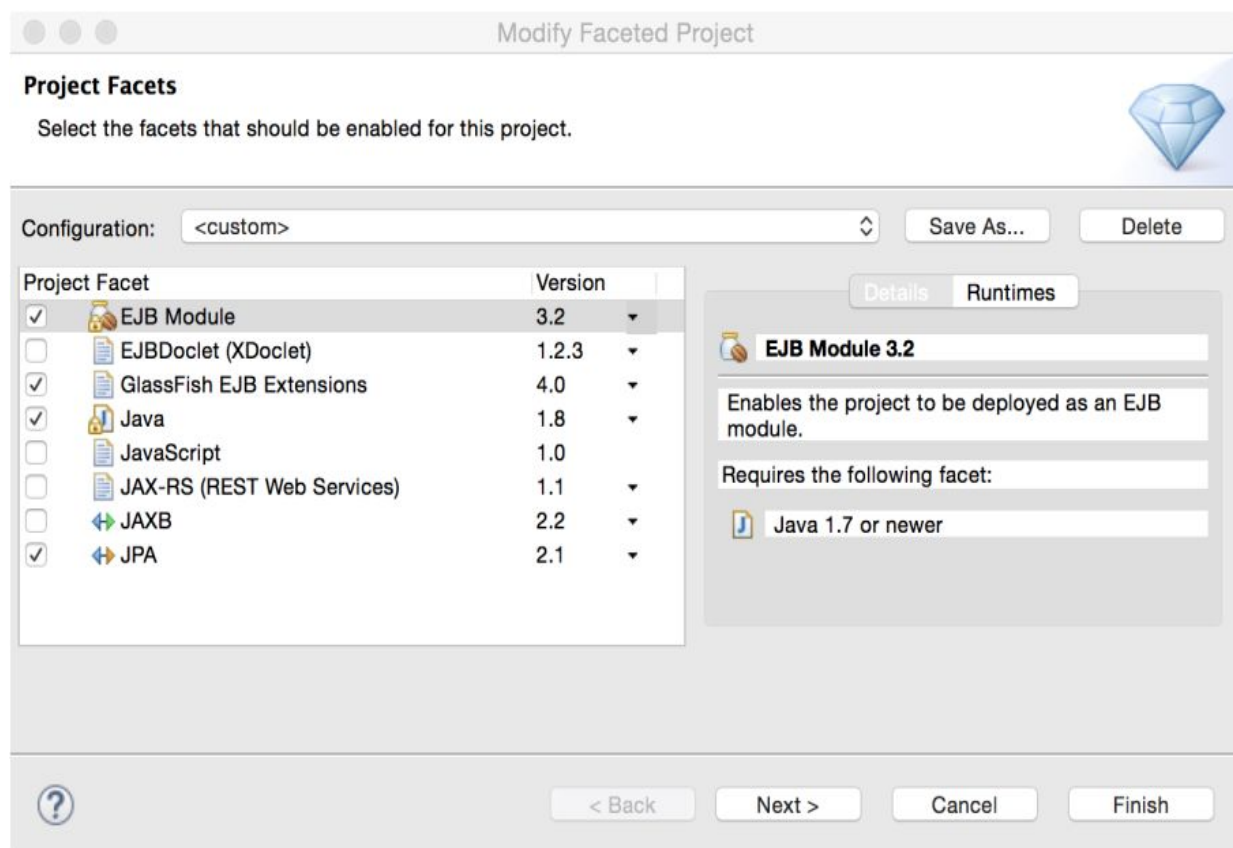 Modify Faceted Project
Project Facets
Select the facets that should be enabled for this project.
Configuration: <custom> Save As... Delete
Project Facet Version
EJB Module 3.2
EJBDoclet (XDoclet) 1.2.3
GlassFish EJB Extensions 4.0
Java 1.8
JavaScript 1.0
JAX-RS (REST Web Services) 1.1
JAXB 2.2
JPA 2.1
Details Runtimes
EJB Module 3.2
Enables the project to be deployed as an EJB
module.
Requires the following facet:
Java 1.7 or newer
? < Back Next > Cancel Finish